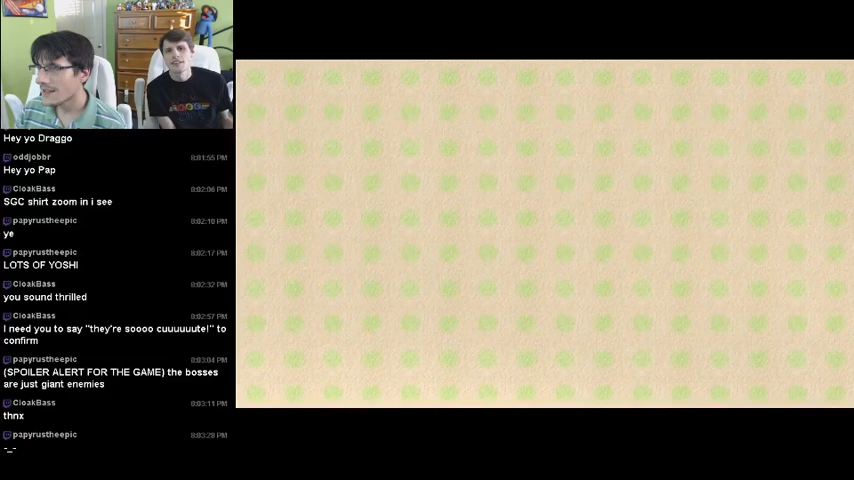 Hey yo Draggo
oddjobbr 8:01:55 PM
Hey yo Pap
CloakBass 8:02:06 PM
SGC shirt zoom in i see
papyrustheepic 8:02:10 PM
ye
papyrustheepic 8:02:17 PM
LOTS OF YOSHI
CloakBass 8:02:32 PM
you sound thrilled
CloakBass 8:02:57 PM
I need you to say "they're soooo cuuuuuute!" to
confirm
papyrustheepic 8:03:04 PM
(SPOILER ALERT FOR THE GAME) the bosses
are just giant enemies
CloakBass 8:03:11 PM
thnx
papyrustheepic 8:03:28 PM
-_-